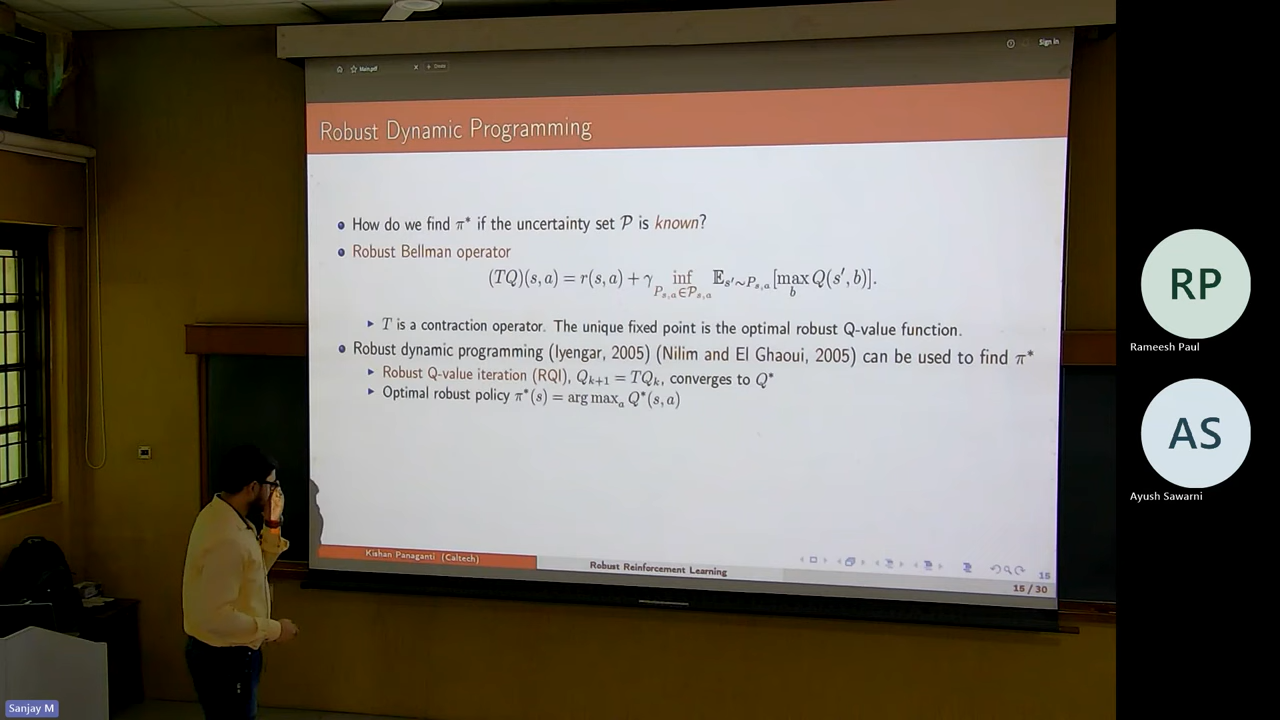 Sign in
Main.pdf
+ Create
Robust Dynamic Programming
How do we find π* if the uncertainty set 𝒫 is known?
Robust Bellman operator
(TQ)(s, a) = r(s, a) + γ inf_{P_{s,a}∈𝒫_{s,a}} 𝔼_{s′∼P_{s,a}}[max_b Q(s′, b)].
T is a contraction operator. The unique fixed point is the optimal robust Q-value function.
Robust dynamic programming (Iyengar, 2005) (Nilim and El Ghaoui, 2005) can be used to find π*
Robust Q-value iteration (RQI), Q_{k+1} = TQ_k, converges to Q*
Optimal robust policy π*(s) = arg max_a Q*(s, a)
Kishan Panaganti (Caltech)
Robust Reinforcement Learning
15
15 / 30
RP
Rameesh Paul
AS
Ayush Sawarni
Sanjay M